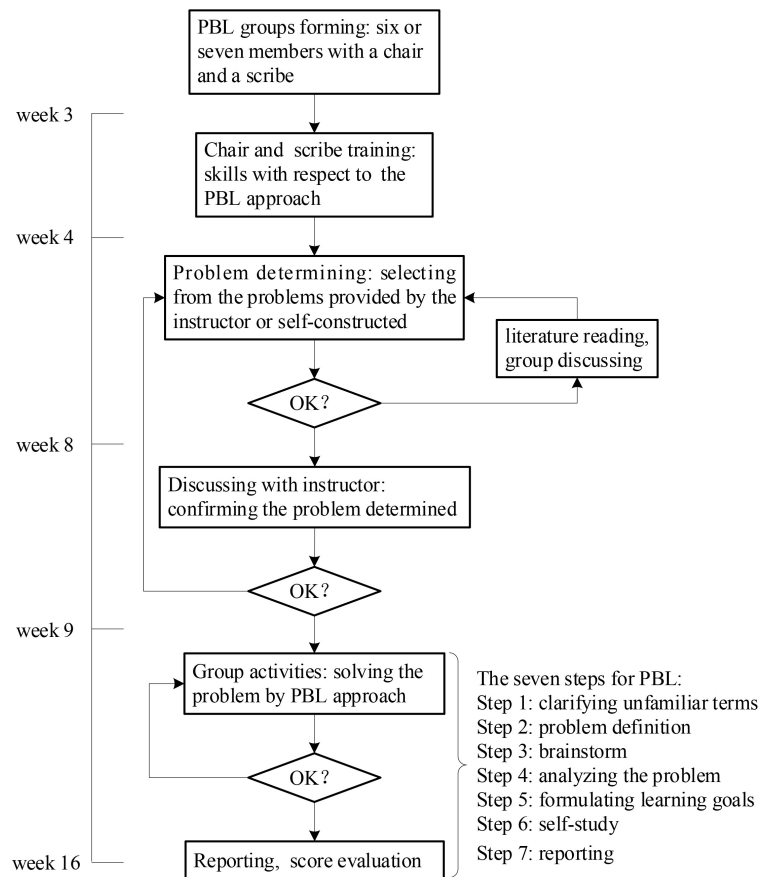 PBL groups forming: six or
seven members with a chair
and a scribe
week 3
Chair and scribe training:
skills with respect to the
PBL approach
week 4
Problem determining: selecting
from the problems provided by the
instructor or self-constructed
literature reading,
group discussing
OK?
week 8
Discussing with instructor:
confirming the problem determined
OK?
week 9
Group activities: solving the
problem by PBL approach
OK?
The seven steps for PBL:
Step 1: clarifying unfamiliar terms
Step 2: problem definition
Step 3: brainstorm
Step 4: analyzing the problem
Step 5: formulating learning goals
Step 6: self-study
Step 7: reporting
week 16
Reporting, score evaluation